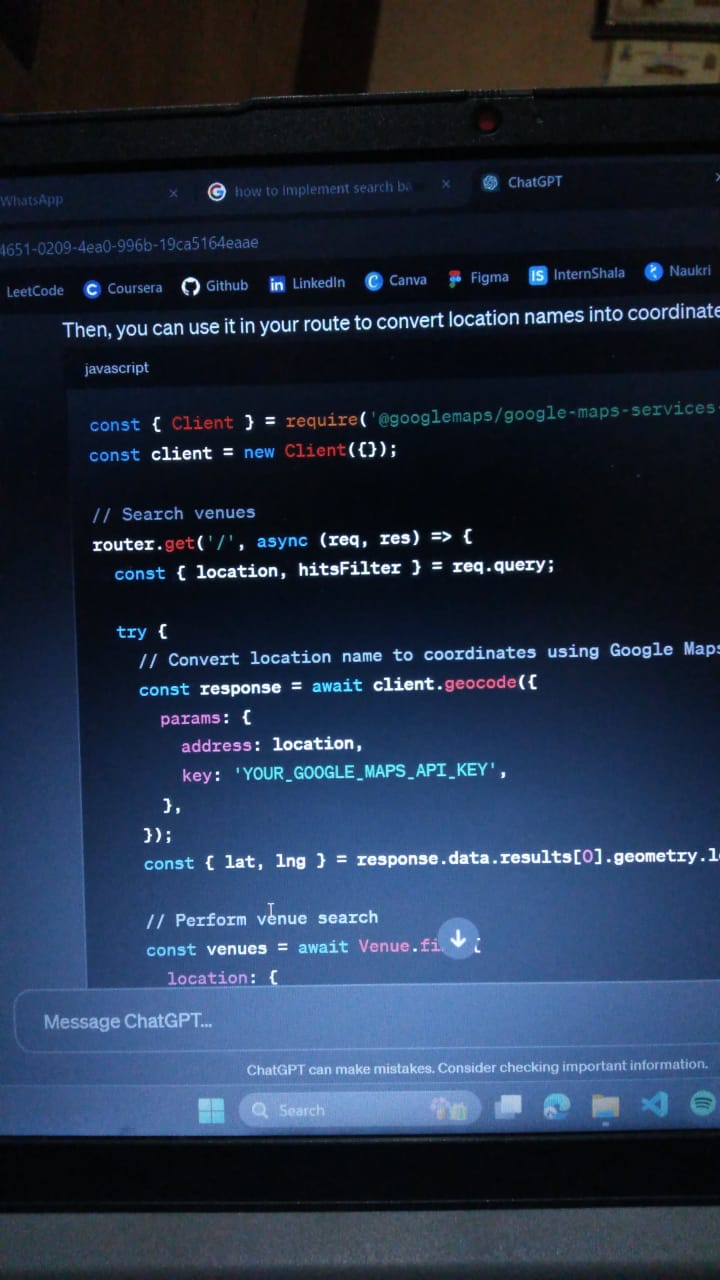 WhatsApp
how to implement search ba
ChatGPT
4651-0209-4ea0-996b-19ca5164eaae
LeetCode Coursera Github LinkedIn Canva Figma IS InternShala Naukri
Then, you can use it in your route to convert location names into coordinate
javascript
const { Client } = require('@googlemaps/google-maps-services-
const client = new Client({});
// Search venues
router.get('/', async (req, res) => {
const { location, hitsFilter } = req.query;
try {
// Convert location name to coordinates using Google Maps
const response = await client.geocode({
params: {
address: location,
key: 'YOUR_GOOGLE_MAPS_API_KEY',
},
});
const { lat, lng } = response.data.results[0].geometry.l
// Perform venue search
const venues = await Venue.fi
location: {
Message ChatGPT...
ChatGPT can make mistakes. Consider checking important information.
Search